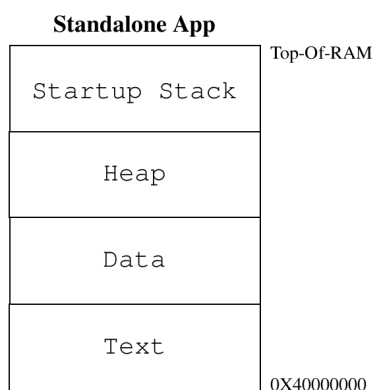 Standalone App
Top-Of-RAM
Startup Stack
Heap
Data
Text
0X40000000